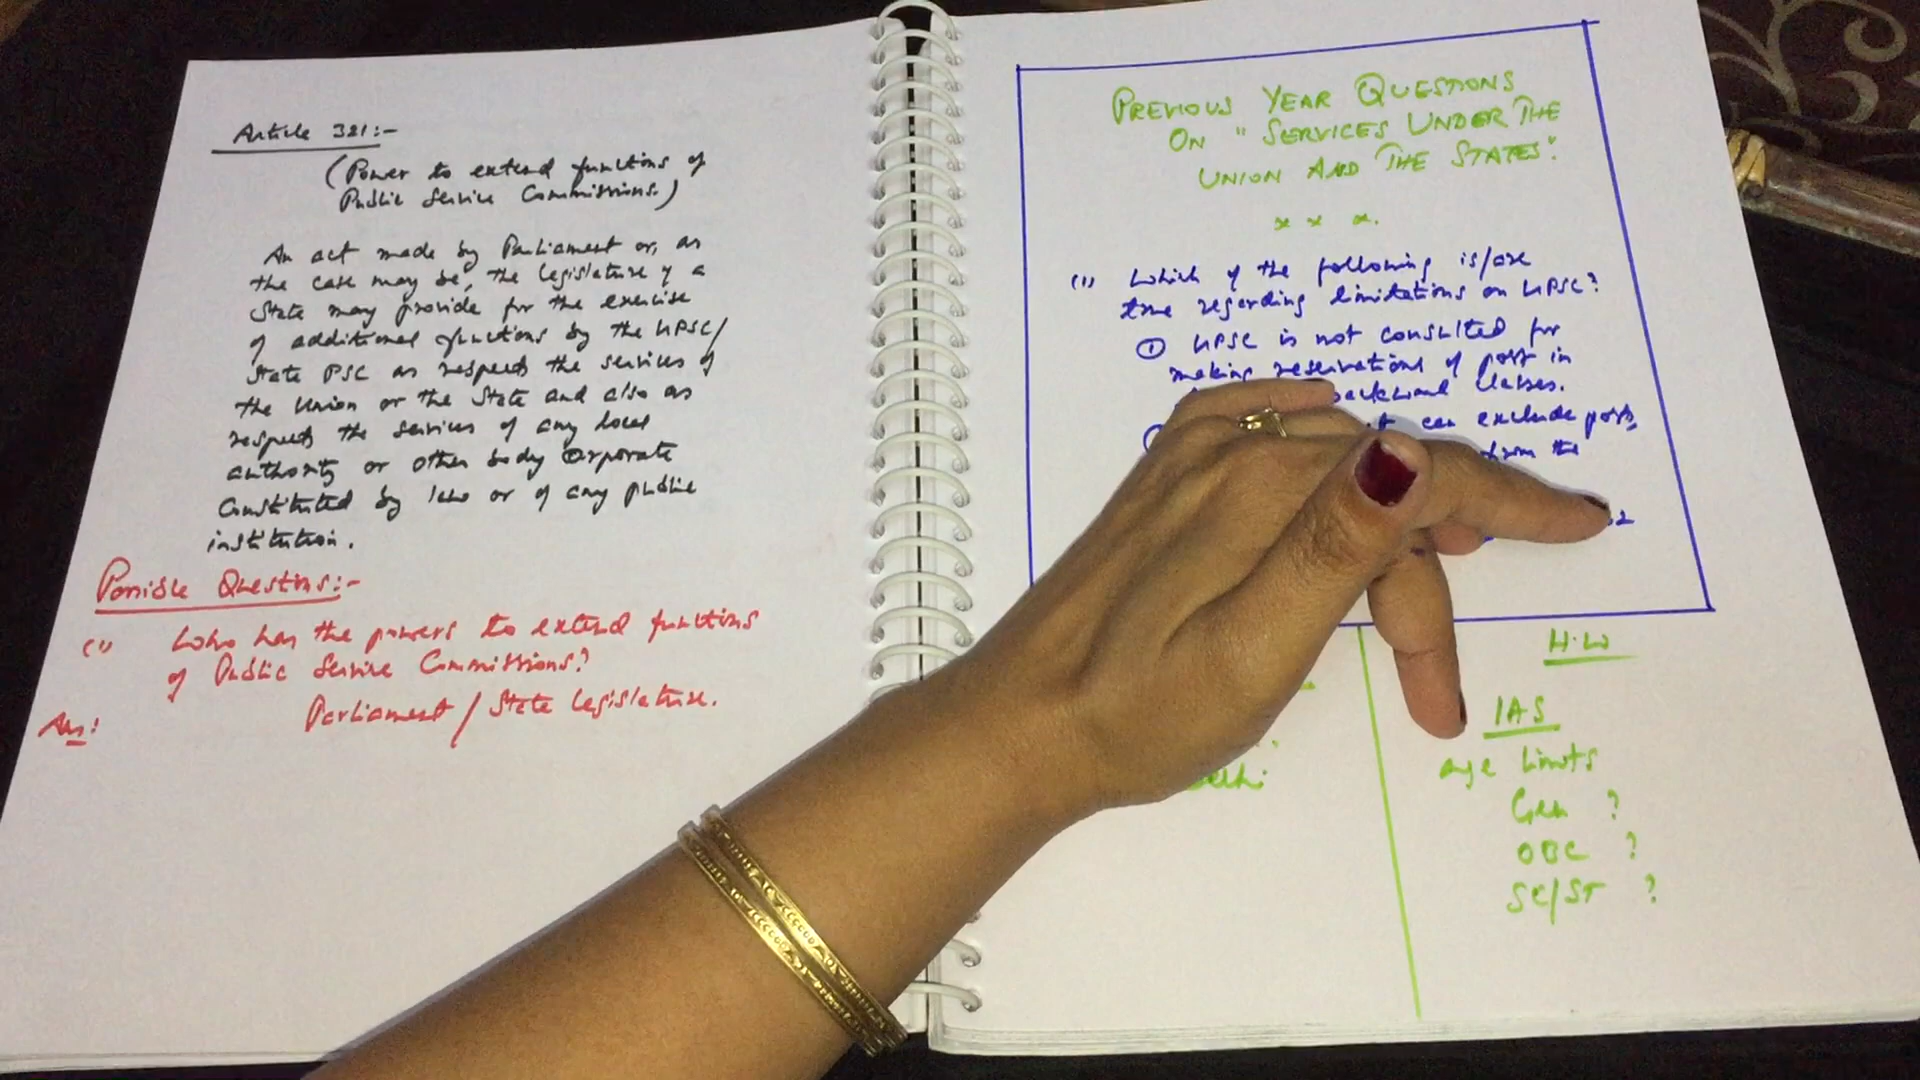 Article 321:-
(Power to extend functions of
Public Service Commissions.)
An act made by Parliament or, as
the case may be, the legislature of a
State may provide for the exercise
of additional functions by the UPSC/
State PSC as respects the services of
the Union or the State and also as
respects the services of any local
authority or other body corporate
constituted by law or of any public
institution.
Possible Questions:-
(1) Who has the powers to extend functions
of Public Service Commissions?
Ans: Parliament / State legislature.
PREVIOUS YEAR QUESTIONS
ON "SERVICES UNDER THE
UNION AND THE STATES".
x x x.
(1) Which of the following is/are
true regarding limitations on UPSC?
① UPSC is not consulted for
making reservations of post in
backward classes.
can exclude posts,
from the
2
H.W
IAS
age limits
Gen ?
OBC ?
SC/ST ?